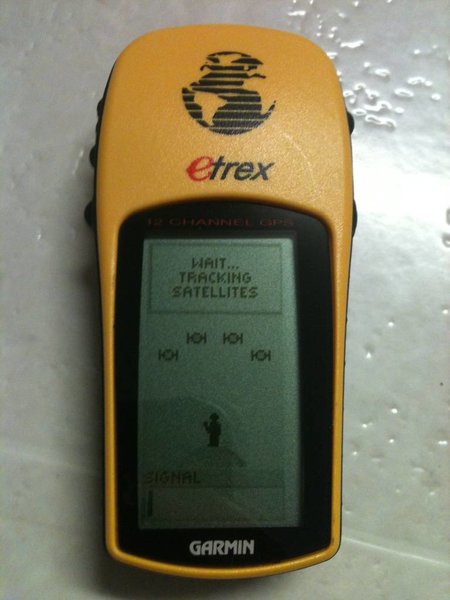 etrex
12 CHANNEL GPS
WAIT...
TRACKING
SATELLITES
SIGNAL
GARMIN